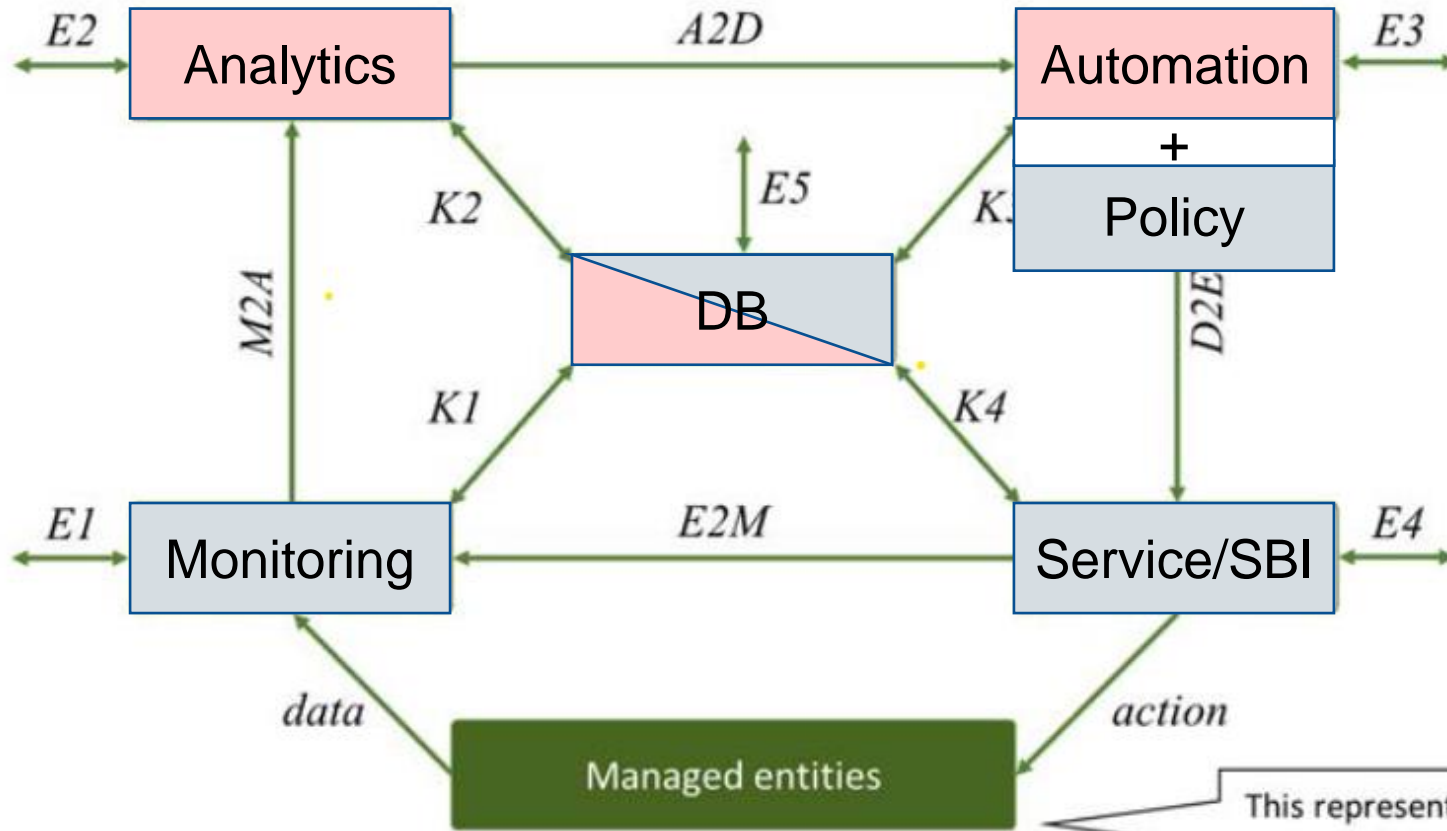 E2
Analytics
A2D
Automation
E3
+
K2
E5
Policy
M2A
DB
D2E
K1
K4
E1
Monitoring
E2M
Service/SBI
E4
data
action
Managed entities
This represent